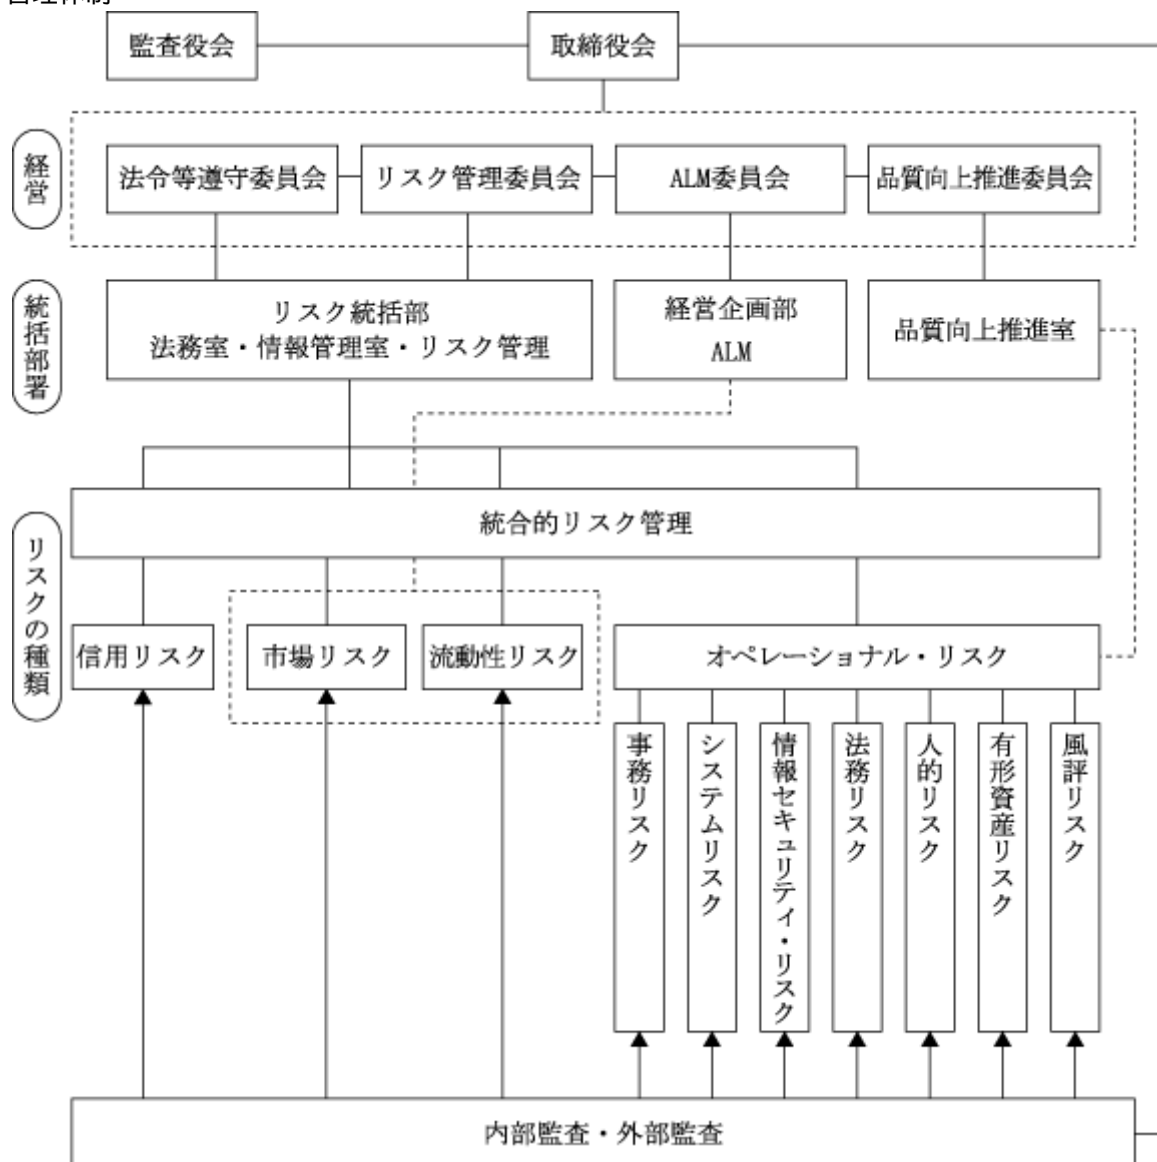 監査役会
取締役会
経営
法令等遵守委員会
リスク管理委員会
ALM委員会
品質向上推進委員会
統括部署
リスク統括部
法務室・情報管理室・リスク管理
経営企画部
ALM
品質向上推進室
リスクの種類
統合的リスク管理
信用リスク
市場リスク
流動性リスク
オペレーショナル・リスク
事務リスク
システムリスク
情報セキュリティ・リスク
法務リスク
人的リスク
有形資産リスク
風評リスク
内部監査・外部監査